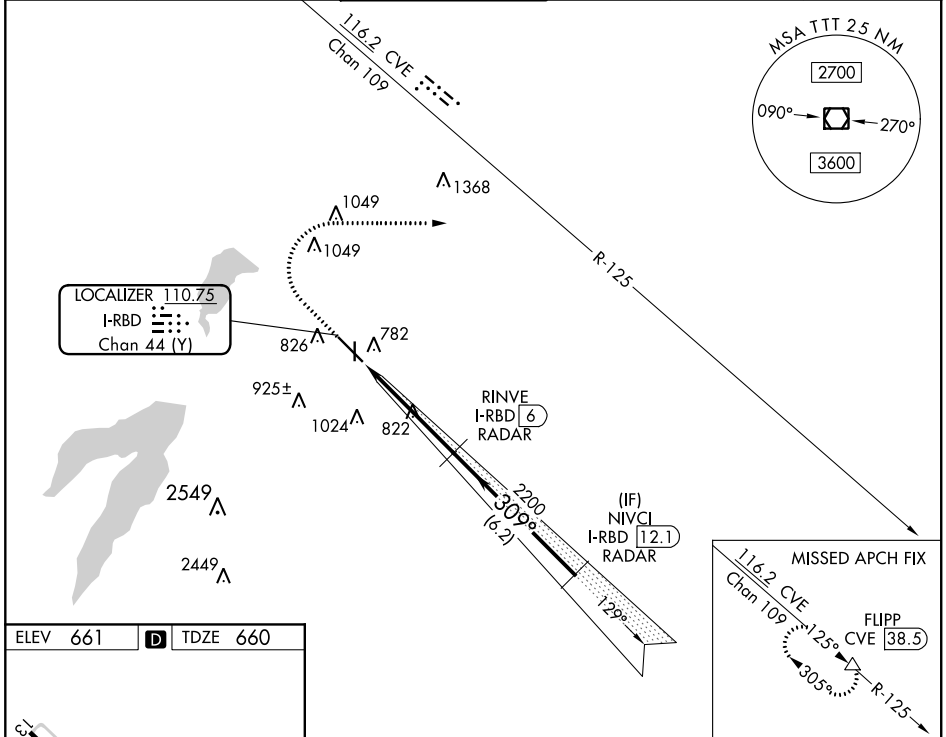 116.2 CVE
Chan 109
MSA TTT 25 NM
2700
090°
270°
3600
1368
1049
1049
R-125
LOCALIZER 110.75
I-RBD
Chan 44 (Y)
826
782
925±
1024
822
RINVE
I-RBD 6
RADAR
2549
2200
309°
(6.2)
(IF)
NIVCI
I-RBD 12.1
RADAR
2449
129°
MISSED APCH FIX
116.2 CVE
Chan 109
125°
305°
FLIPP
CVE 38.5
R-125
ELEV 661 D TDZE 660
13